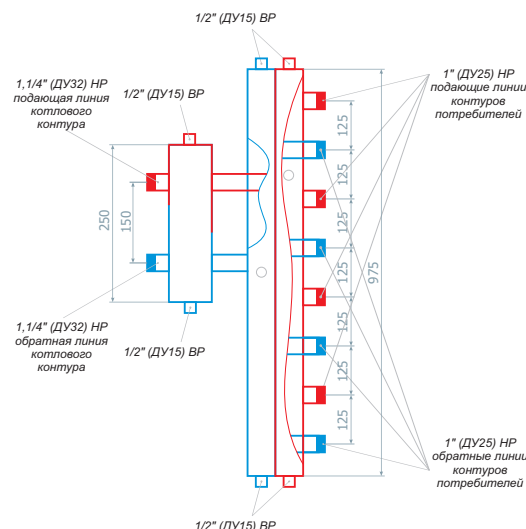 1/2" (ДУ15) ВР
1,1/4" (ДУ32) НР
подающая линия
котлового
контура
1/2" (ДУ15) ВР
1" (ДУ25) НР
подающие линии
контуров
потребителей
125
125
125
125
125
125
125
975
250
150
1,1/4" (ДУ32) НР
обратная линия
котлового
контура
1/2" (ДУ15) ВР
1" (ДУ25) НР
обратные линии
контуров
потребителей
1/2" (ДУ15) ВР